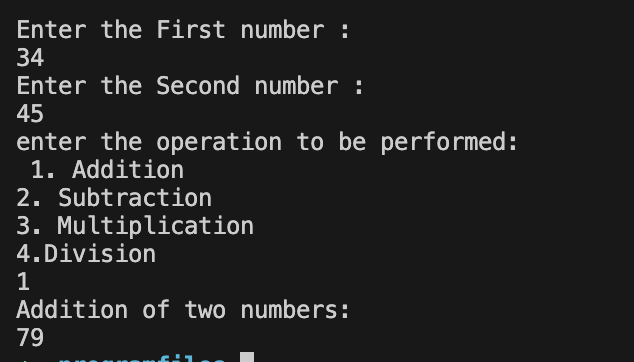 Enter the First number :
34
Enter the Second number :
45
enter the operation to be performed:
 1. Addition
2. Subtraction
3. Multiplication
4.Division
1
Addition of two numbers:
79
programfiles